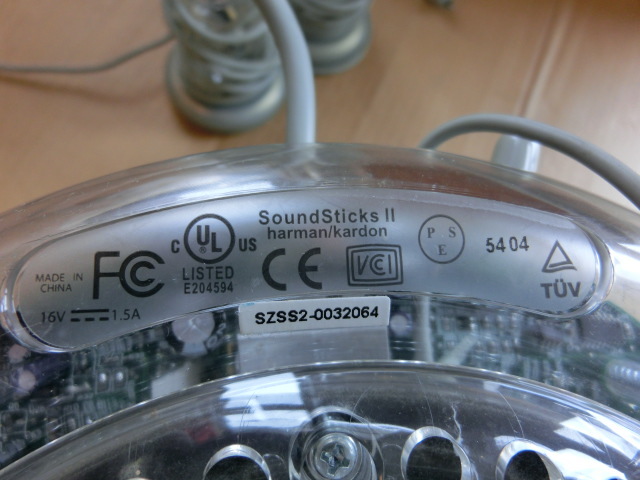 SoundSticks II
harman/kardon
MADE IN
CHINA
FC
C UL US
LISTED
E204594
CE
VCCI
P S
E
5404
TÜV
16V 1.5A
SZSS2-0032064